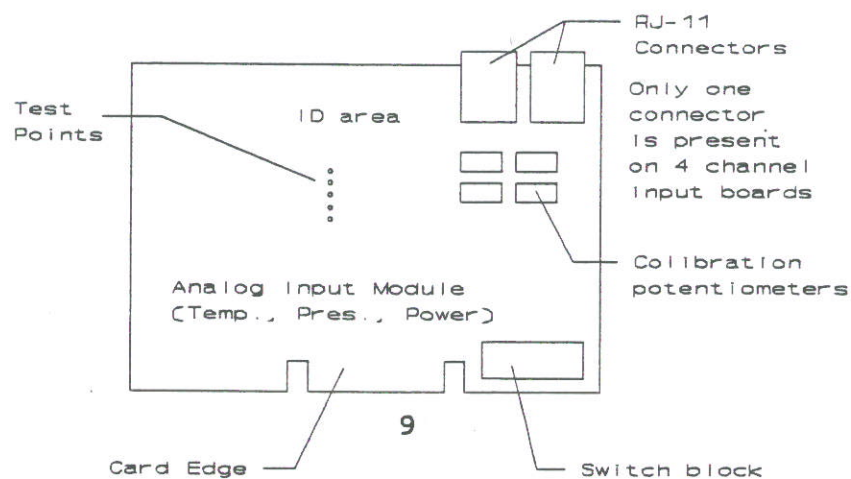 RJ-11
Connectors
Test
Points
ID area
Only one
connector
is present
on 4 channel
input boards
Colibration
potentiometers
Analog Input Module
(Temp., Pres., Power)
9
Card Edge
Switch block